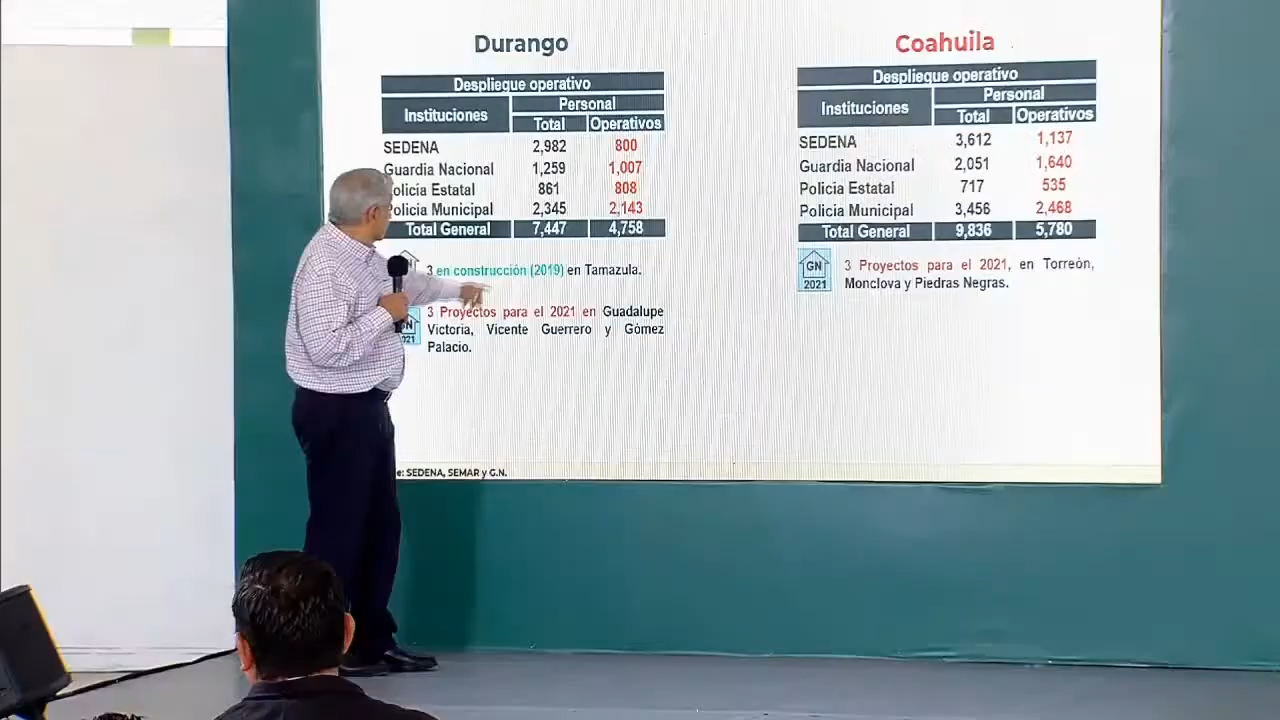 Durango
Despliegue operativo
Instituciones Personal
Total Operativos
SEDENA 2,982 800
Guardia Nacional 1,259 1,007
olicía Estatal 861 808
olicía Municipal 2,345 2,143
Total General 7,447 4,758
3 en construcción (2019) en Tamazula.
3 Proyectos para el 2021 en Guadalupe
Victoria, Vicente Guerrero y Gómez
Palacio.
e: SEDENA, SEMAR y G.N.
Coahuila
Despliegue operativo
Instituciones Personal
Total Operativos
SEDENA 3,612 1,137
Guardia Nacional 2,051 1,640
Policía Estatal 717 535
Policía Municipal 3,456 2,468
Total General 9,836 5,780
GN
2021
3 Proyectos para el 2021, en Torreón,
Monclova y Piedras Negras.